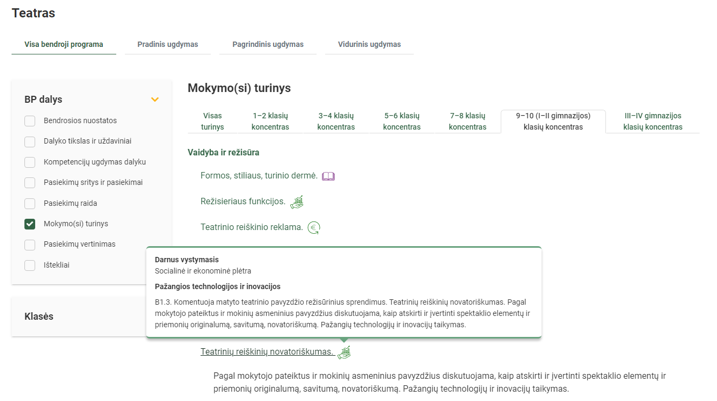 Teatras
Visa bendroji programa
Pradinis ugdymas
Pagrindinis ugdymas
Vidurinis ugdymas
BP dalys
Bendrosios nuostatos
Dalyko tikslas ir uždaviniai
Kompetencijų ugdymas dalyku
Pasiekimų sritys ir pasiekimai
Pasiekimų raida
Mokymo(si) turinys
Pasiekimų vertinimas
Ištekliai
Klasės
Mokymo(si) turinys
Visas
turinys
1–2 klasių
koncentras
3–4 klasių
koncentras
5–6 klasių
koncentras
7–8 klasių
koncentras
9–10 (I–II gimnazijos)
klasių koncentras
III–IV gimnazijos
klasių koncentras
Vaidyba ir režisūra
Formos, stiliaus, turinio dermė.
Režisieriaus funkcijos.
Teatrinio reiškinio reklama.
Darnus vystymasis
Socialinė ir ekonominė plėtra
Pažangios technologijos ir inovacijos
B1.3. Komentuoja matyto teatrinio pavyzdžio režisūrinius sprendimus. Teatrinių reiškinių novatoriškumas. Pagal
mokytojo pateiktus ir mokinių asmeninius pavyzdžius diskutuojama, kaip atskirti ir įvertinti spektaklio elementų ir
priemonių originalumą, savitumą, novatoriškumą. Pažangių technologijų ir inovacijų taikymas.
Teatrinių reiškinių novatoriškumas.
Pagal mokytojo pateiktus ir mokinių asmeninius pavyzdžius diskutuojama, kaip atskirti ir įvertinti spektaklio elementų ir
priemonių originalumą, savitumą, novatoriškumą. Pažangių technologijų ir inovacijų taikymas.